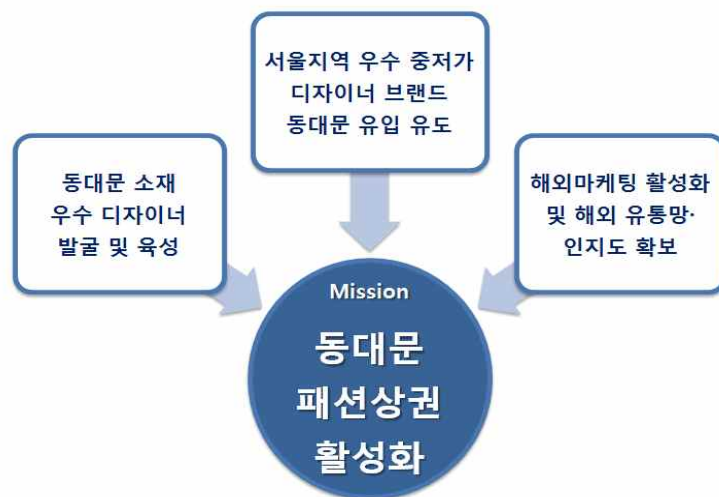 서울지역 우수 중저가
디자이너 브랜드
동대문 유입 유도
동대문 소재
우수 디자이너
발굴 및 육성
해외마케팅 활성화
및 해외 유통망·
인지도 확보
Mission
동대문
패션상권
활성화